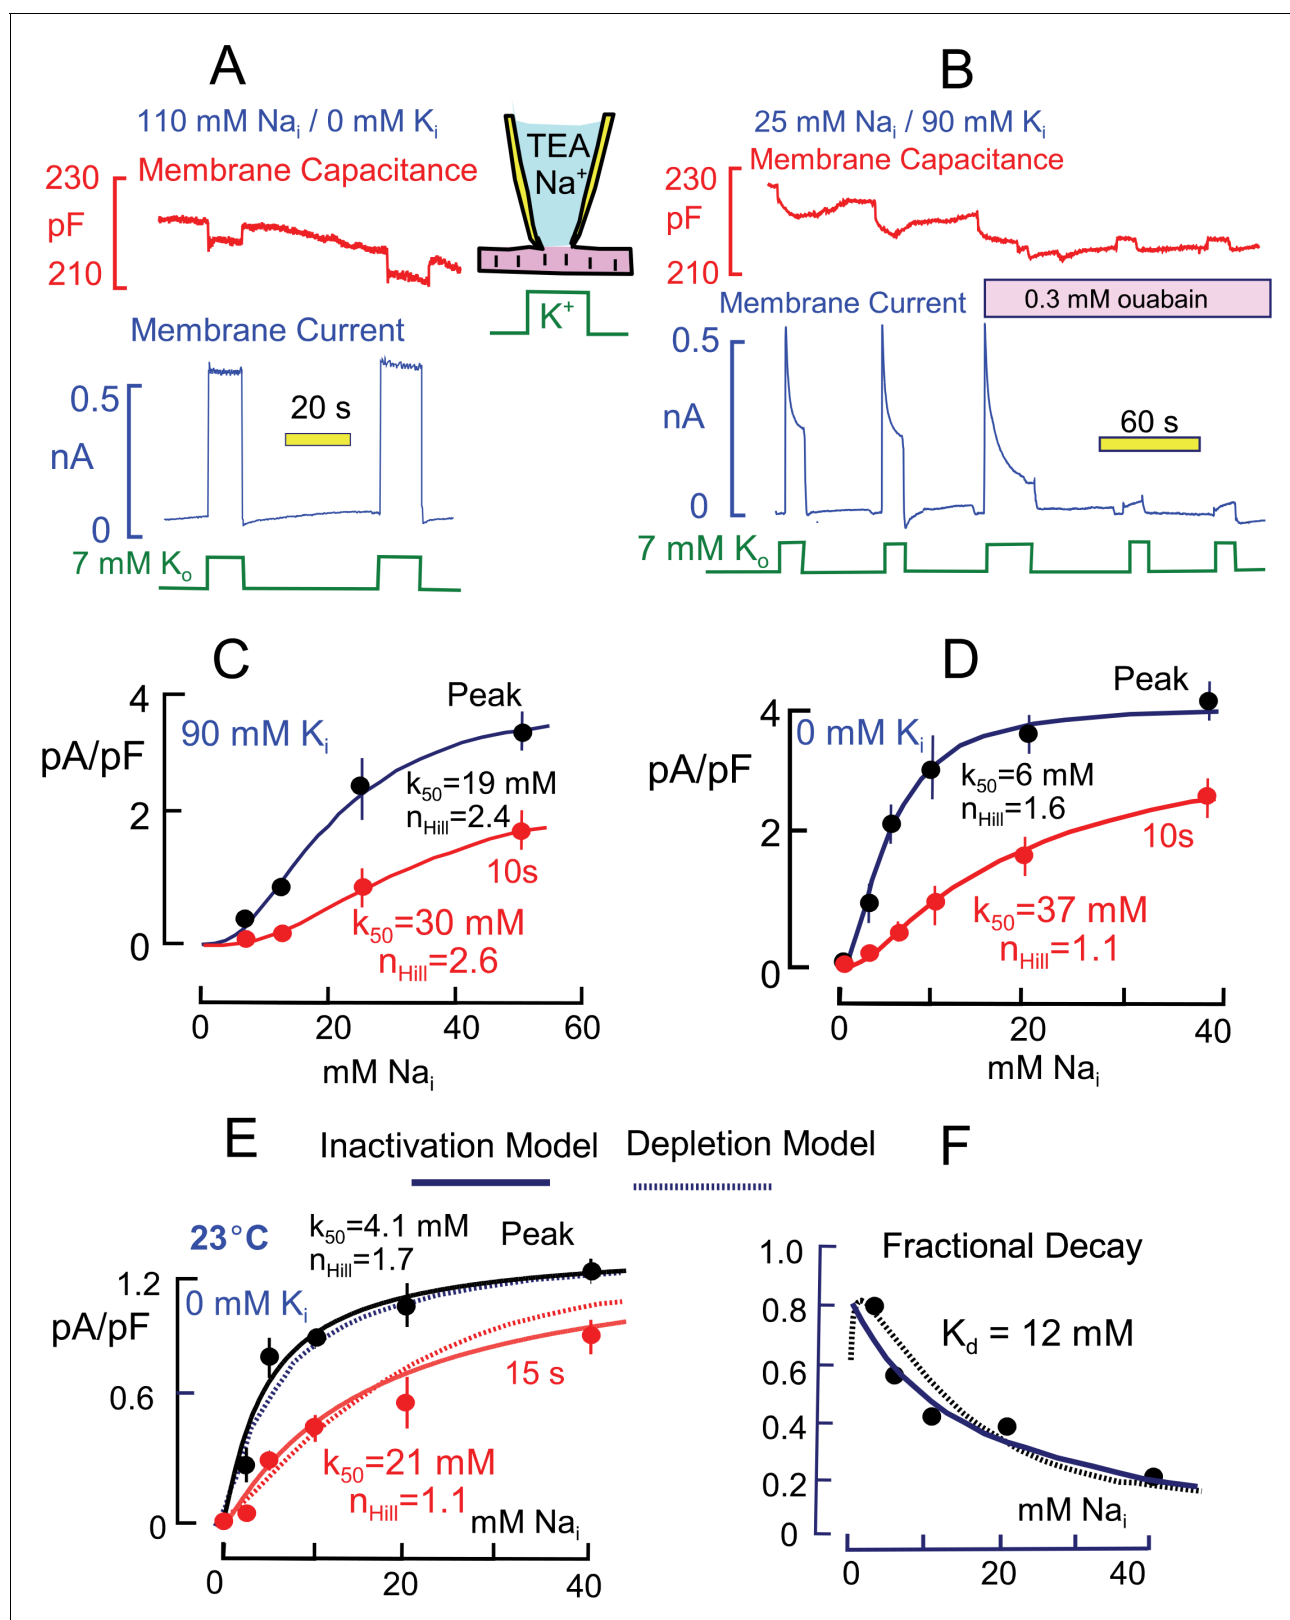 A
110 mM Nai / 0 mM Ki
Membrane Capacitance
230
pF
210
Membrane Current
0.5
nA
0
20 s
7 mM Ko
TEA
Na+
K+
B
25 mM Nai / 90 mM Ki
Membrane Capacitance
230
pF
210
0.3 mM ouabain
Membrane Current
0.5
nA
0
60 s
7 mM Ko
C
4
2
0
pA/pF
90 mM Ki
Peak
k50=19 mM
nHill=2.4
10s
k50=30 mM
nHill=2.6
0 20 40 60
mM Nai
D
4
2
0
pA/pF
0 mM Ki
Peak
k50=6 mM
nHill=1.6
10s
k50=37 mM
nHill=1.1
0 20 40
mM Nai
E
Inactivation Model
Depletion Model
23°C
0 mM Ki
k50=4.1 mM
nHill=1.7
Peak
1.2
pA/pF
0.6
0
15 s
k50=21 mM
nHill=1.1
mM Nai
0 20 40
F
Fractional Decay
1.0
0.8
0.6
0.4
0.2
0
Kd = 12 mM
mM Nai
0 20 40